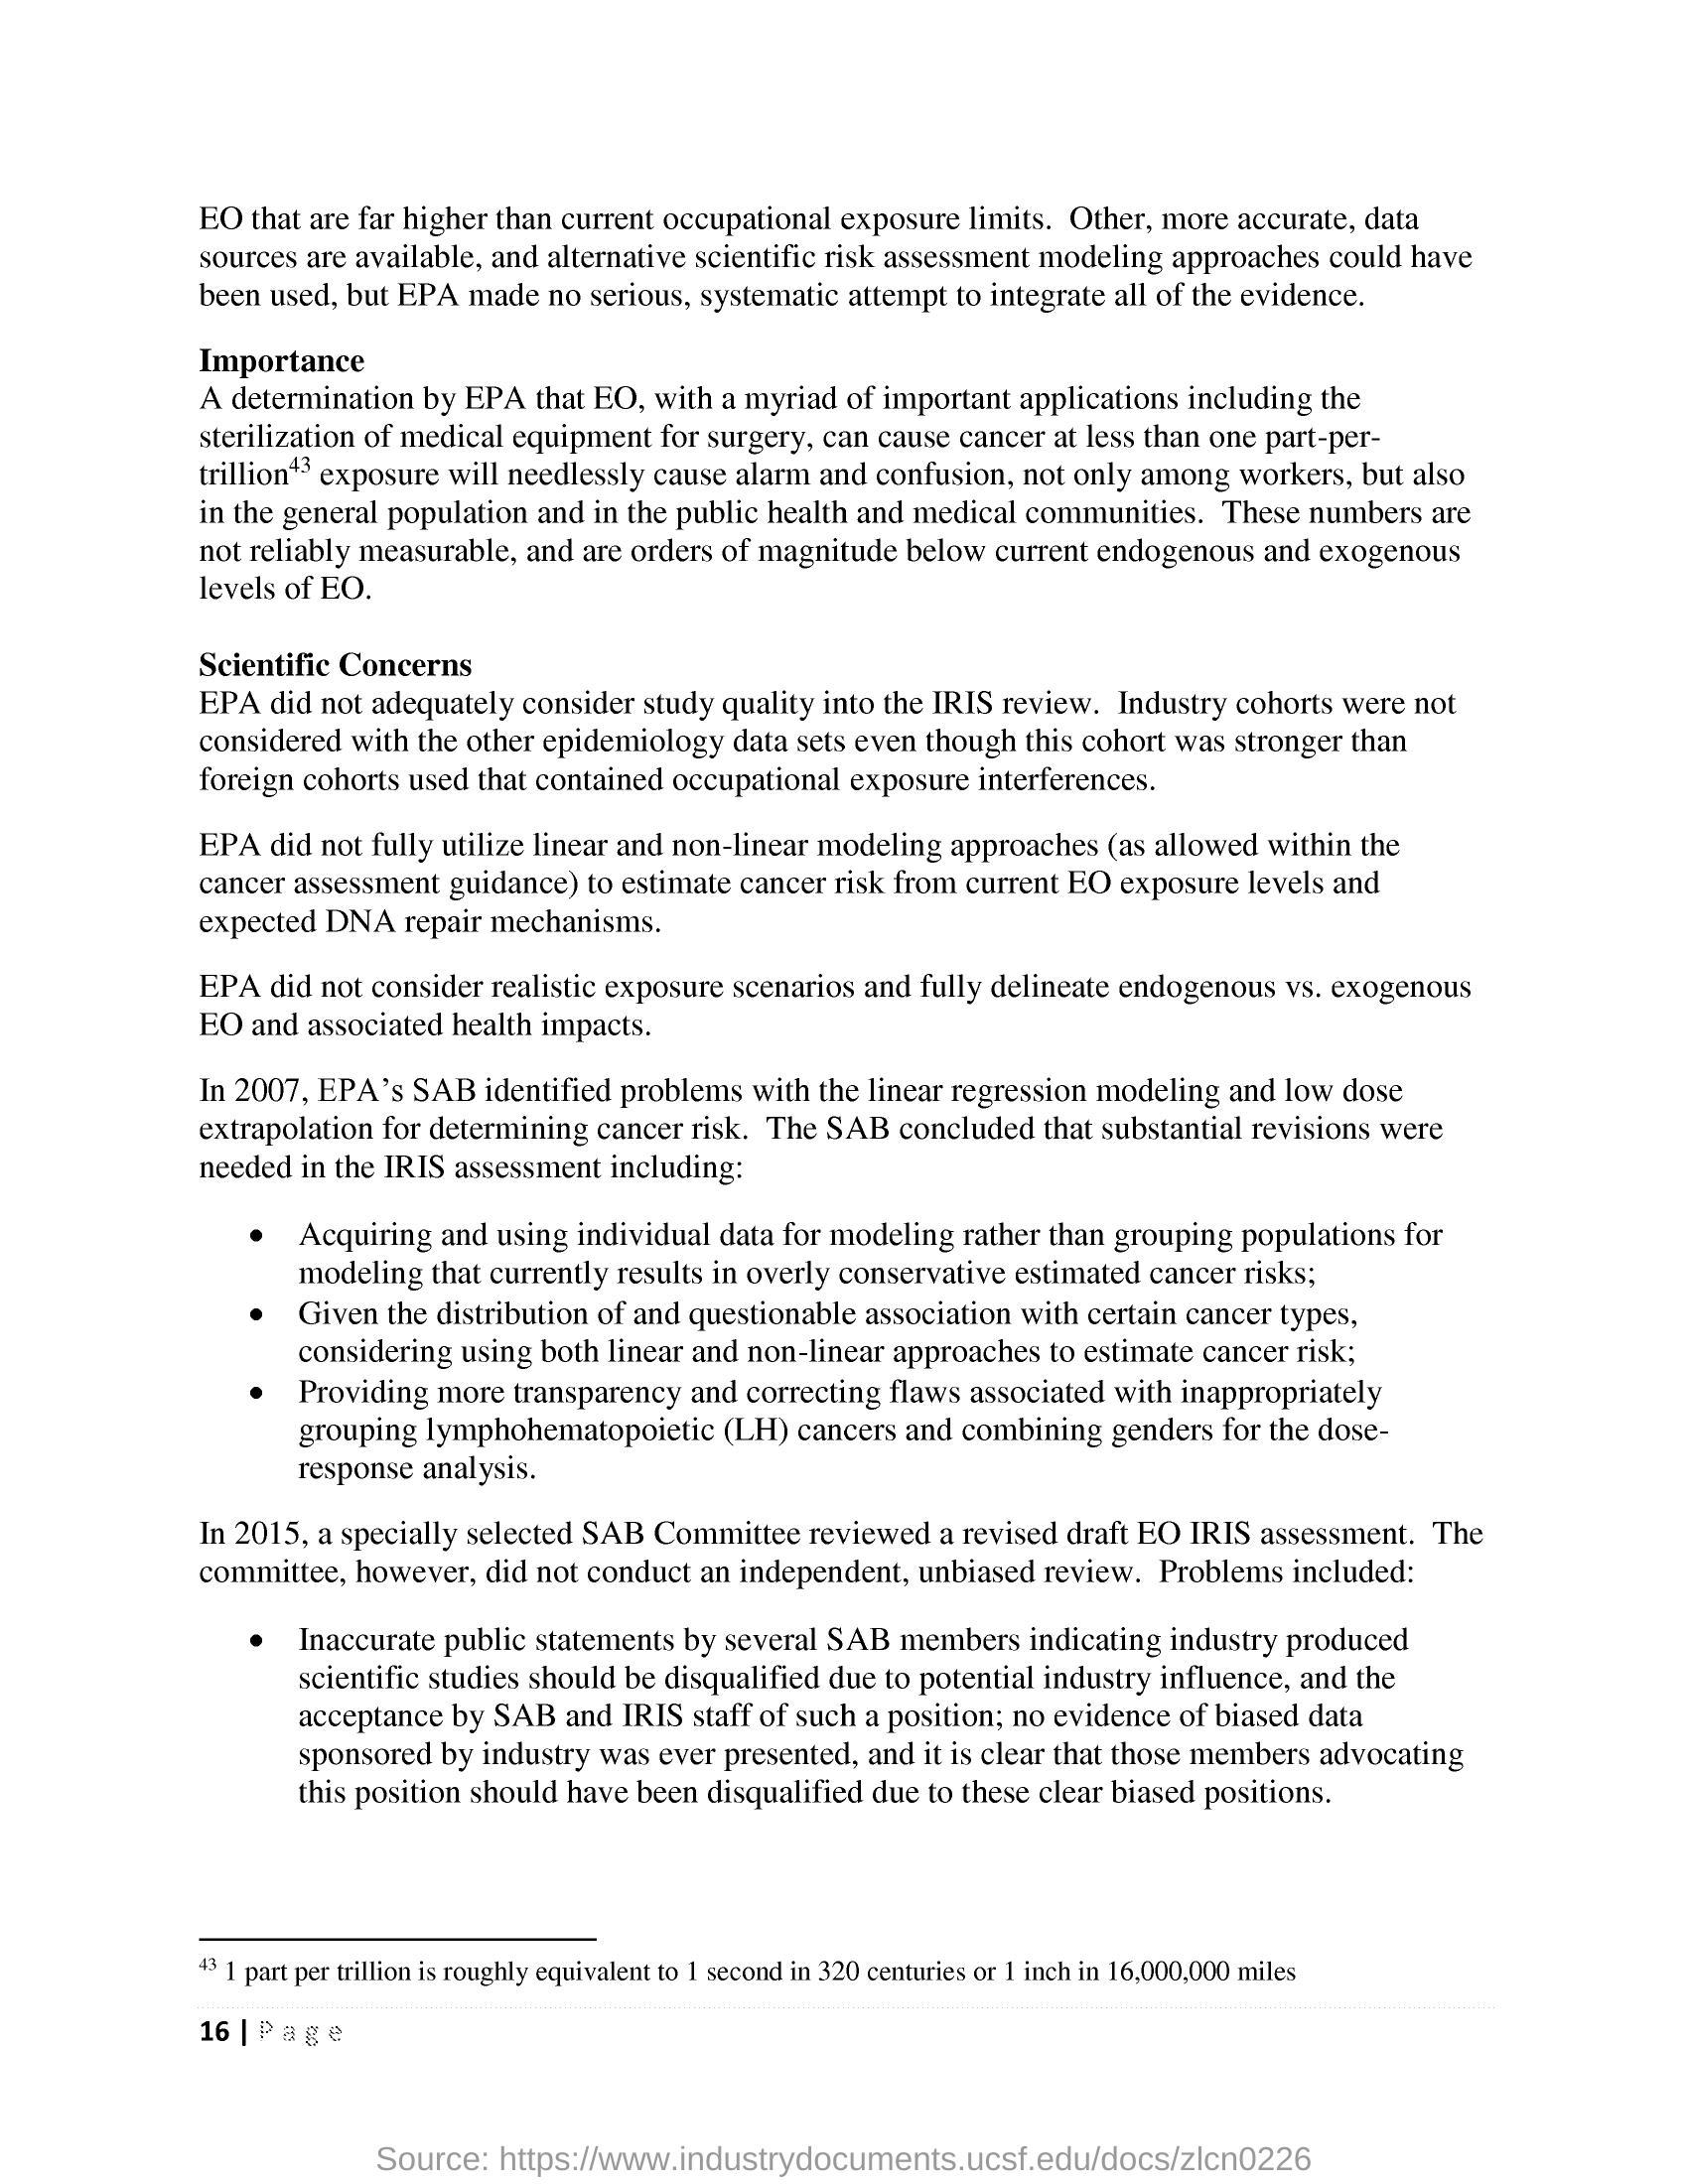 EO that are far higher than current occupational exposure limits.  Other, more accurate, data
sources are available, and alternative scientific risk assessment modeling approaches could have
been used, but EPA made no serious, systematic attempt to integrate all of the evidence.
Importance
A determination by EPA that EO, with a myriad of important applications including the
sterilization of medical equipment for surgery, can cause cancer at less than one part-per-
trillion43 exposure will needlessly cause alarm and confusion, not only among workers, but also
in the general population and in the public health and medical communities.  These numbers are
not reliably measurable, and are orders of magnitude below current endogenous and exogenous
levels of EO.
Scientific Concerns
EPA did not adequately consider study quality into the IRIS review.  Industry cohorts were not
considered with the other epidemiology data sets even though this cohort was stronger than
foreign cohorts used that contained occupational exposure interferences.
EPA did not fully utilize linear and non-linear modeling approaches (as allowed within the
cancer assessment guidance) to estimate cancer risk from current EO exposure levels and
expected DNA repair mechanisms.
EPA did not consider realistic exposure scenarios and fully delineate endogenous vs. exogenous
EO and associated health impacts.
In 2007, EPA’s SAB identified problems with the linear regression modeling and low dose
extrapolation for determining cancer risk.  The SAB concluded that substantial revisions were
needed in the IRIS assessment including:
• Acquiring and using individual data for modeling rather than grouping populations for
modeling that currently results in overly conservative estimated cancer risks;
• Given the distribution of and questionable association with certain cancer types,
considering using both linear and non-linear approaches to estimate cancer risk;
• Providing more transparency and correcting flaws associated with inappropriately
grouping lymphohematopoietic (LH) cancers and combining genders for the dose-
response analysis.
In 2015, a specially selected SAB Committee reviewed a revised draft EO IRIS assessment.  The
committee, however, did not conduct an independent, unbiased review.  Problems included:
• Inaccurate public statements by several SAB members indicating industry produced
scientific studies should be disqualified due to potential industry influence, and the
acceptance by SAB and IRIS staff of such a position; no evidence of biased data
sponsored by industry was ever presented, and it is clear that those members advocating
this position should have been disqualified due to these clear biased positions.
43 1 part per trillion is roughly equivalent to 1 second in 320 centuries or 1 inch in 16,000,000 miles
16 | Page
Source: https://www.industrydocuments.ucsf.edu/docs/zlcn0226